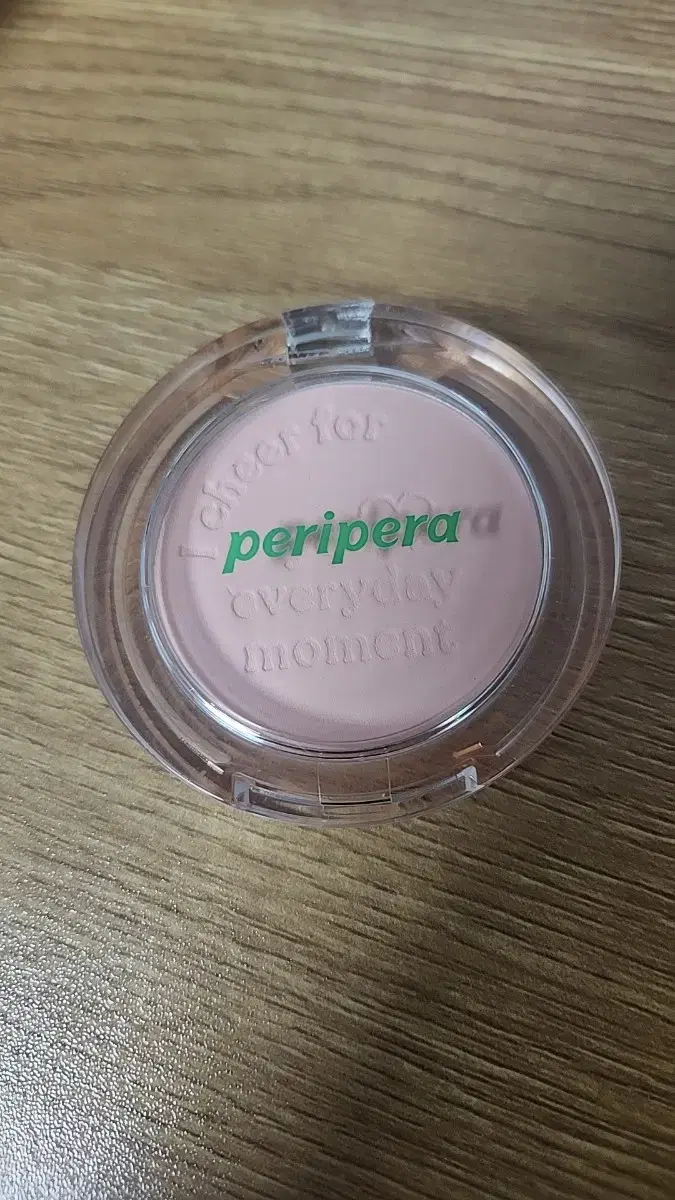 I cheer for
peripera
everyday
moment